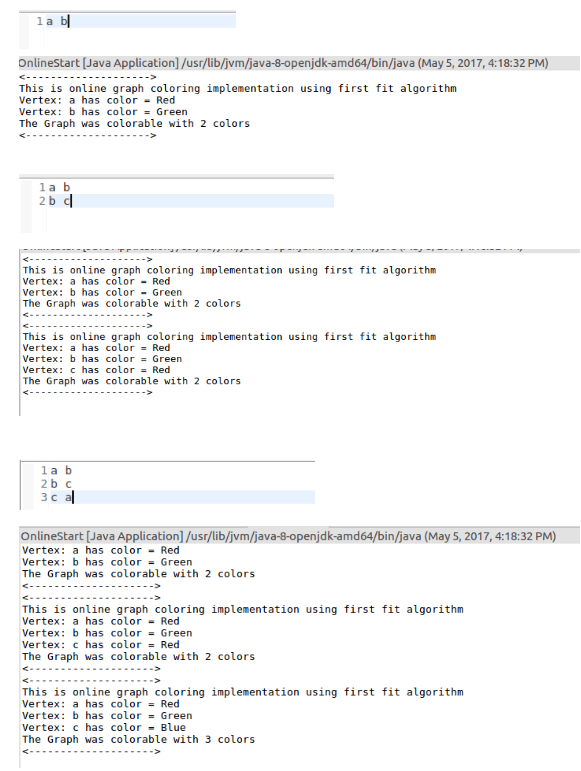 1 a b
OnlineStart [Java Application] /usr/lib/jvm/java-8-openjdk-amd64/bin/java (May 5, 2017, 4:18:32 PM)
<-------------------->
This is online graph coloring implementation using first fit algorithm
Vertex: a has color = Red
Vertex: b has color = Green
The Graph was colorable with 2 colors
<-------------------->
1 a b
2 b c
<-------------------->
This is online graph coloring implementation using first fit algorithm
Vertex: a has color = Red
Vertex: b has color = Green
The Graph was colorable with 2 colors
<-------------------->
<-------------------->
This is online graph coloring implementation using first fit algorithm
Vertex: a has color = Red
Vertex: b has color = Green
Vertex: c has color = Red
The Graph was colorable with 2 colors
<-------------------->
1 a b
2 b c
3 c a
OnlineStart [Java Application] /usr/lib/jvm/java-8-openjdk-amd64/bin/java (May 5, 2017, 4:18:32 PM)
Vertex: a has color = Red
Vertex: b has color = Green
The Graph was colorable with 2 colors
<-------------------->
<-------------------->
This is online graph coloring implementation using first fit algorithm
Vertex: a has color = Red
Vertex: b has color = Green
Vertex: c has color = Red
The Graph was colorable with 2 colors
<-------------------->
<-------------------->
This is online graph coloring implementation using first fit algorithm
Vertex: a has color = Red
Vertex: b has color = Green
Vertex: c has color = Blue
The Graph was colorable with 3 colors
<-------------------->